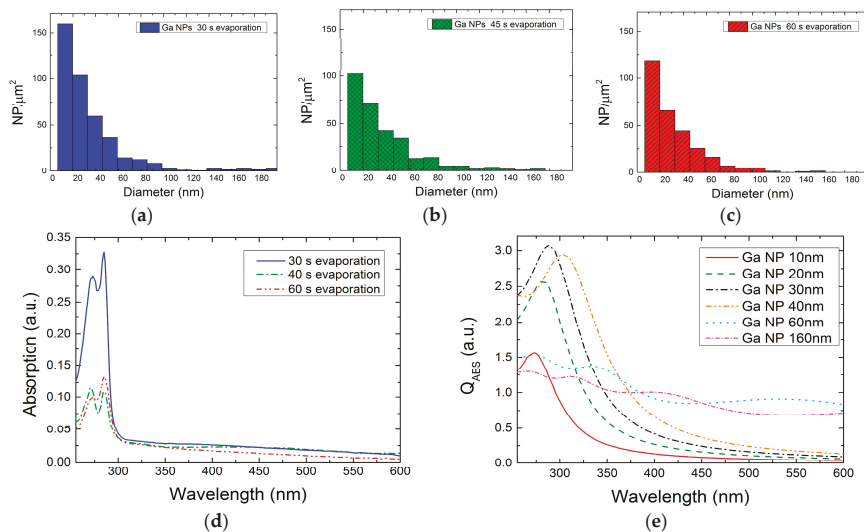 Ga NPs 30 s evaporation
150
100
50
NP/µm²
20 40 60 80 100 120 140 160 180
Diameter (nm)
(a)
Ga NPs 45 s evaporation
150
100
50
NP/µm²
0 20 40 60 80 100 120 140 160 180
Diameter (nm)
(b)
Ga NPs 60 s evaporation
150
100
50
NP/µm²
0 20 40 60 80 100 120 140 160 180
Diameter (nm)
(c)
0.35
0.30
0.25
0.20
0.15
0.10
0.05
0.00
Absorption (a.u.)
30 s evaporation
40 s evaporation
60 s evaporation
300 350 400 450 500 550 600
Wavelength (nm)
(d)
3.0
2.5
2.0
1.5
1.0
0.5
0.0
Q_AES (a.u.)
Ga NP 10nm
Ga NP 20nm
Ga NP 30nm
Ga NP 40nm
Ga NP 60nm
Ga NP 160nm
300 350 400 450 500 550 600
Wavelength (nm)
(e)